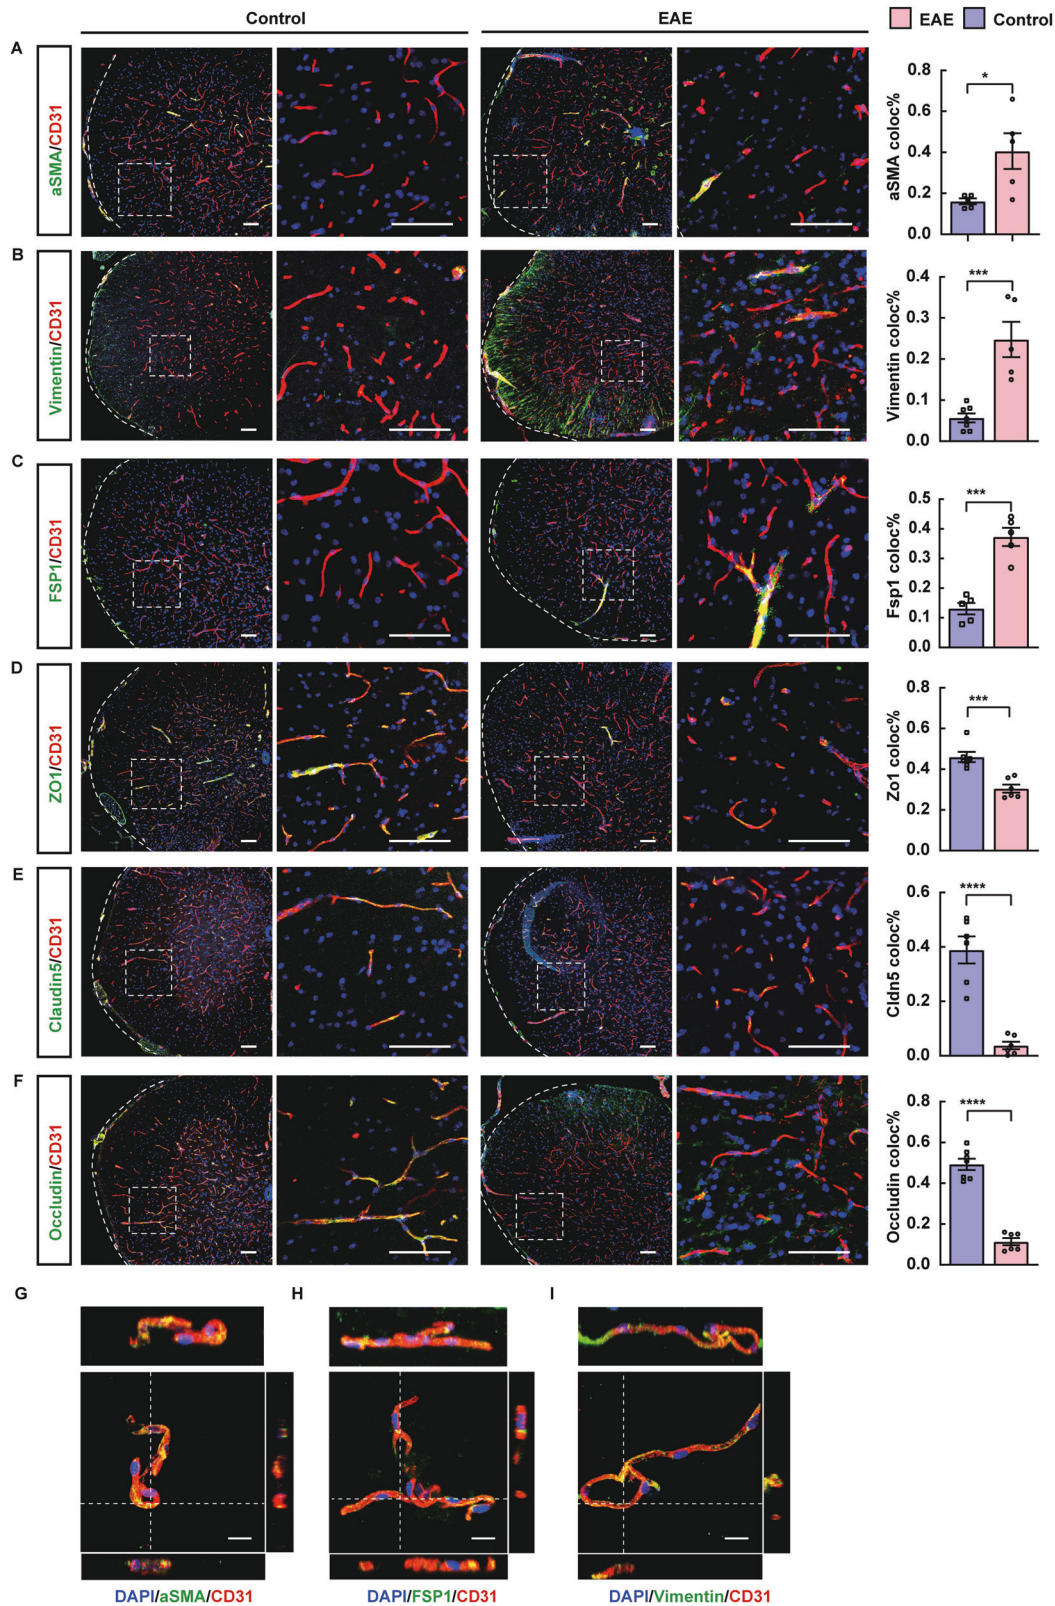 Control
EAE
EAE Control
A
aSMA/CD31
aSMA coloc%
0.8
0.6
0.4
0.2
0.0
*
B
Vimentin/CD31
Vimentin coloc%
0.4
0.3
0.2
0.1
0.0
***
C
FSP1/CD31
Fsp1 coloc%
0.5
0.4
0.3
0.2
0.1
0.0
***
D
ZO1/CD31
Zo1 coloc%
0.8
0.6
0.4
0.2
0.0
***
E
Claudin5/CD31
Cldn5 coloc%
0.6
0.4
0.2
0.0
****
F
Occludin/CD31
Occludin coloc%
0.8
0.6
0.4
0.2
0.0
****
G
H
I
DAPI/aSMA/CD31
DAPI/FSP1/CD31
DAPI/Vimentin/CD31